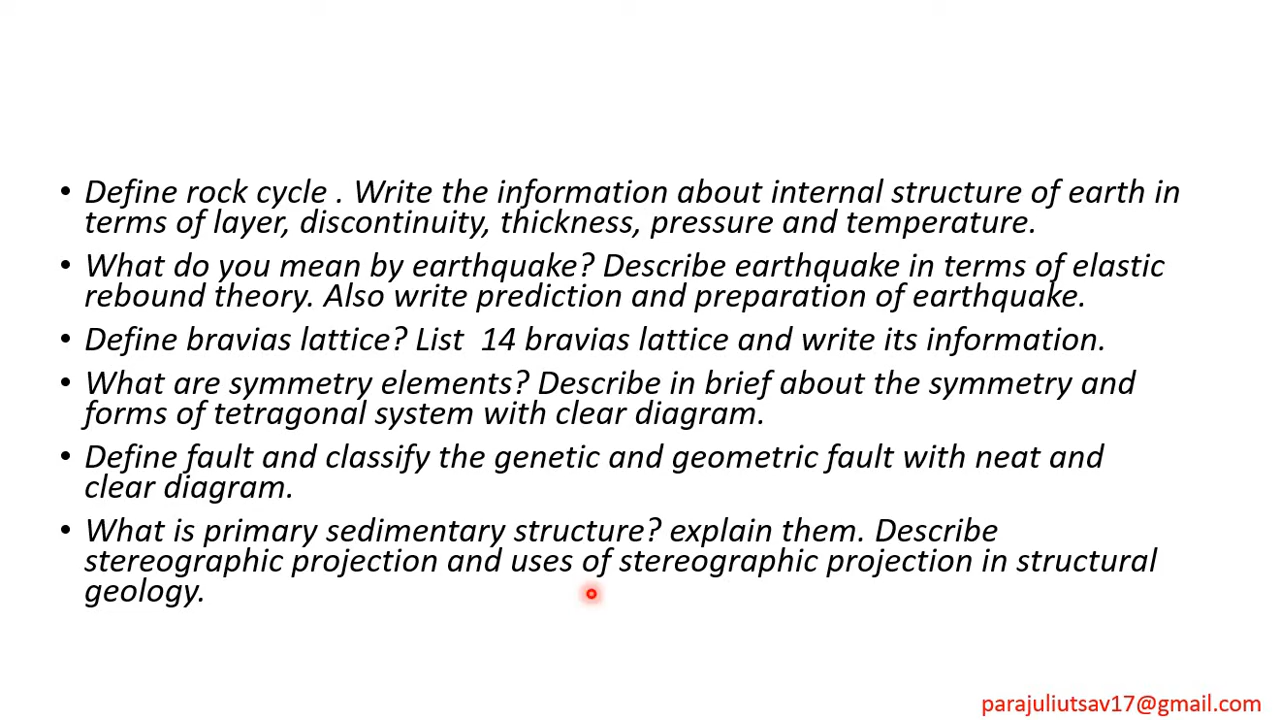 • Define rock cycle . Write the information about internal structure of earth in
terms of layer, discontinuity, thickness, pressure and temperature.
• What do you mean by earthquake? Describe earthquake in terms of elastic
rebound theory. Also write prediction and preparation of earthquake.
• Define bravias lattice? List  14 bravias lattice and write its information.
• What are symmetry elements? Describe in brief about the symmetry and
forms of tetragonal system with clear diagram.
• Define fault and classify the genetic and geometric fault with neat and
clear diagram.
• What is primary sedimentary structure? explain them. Describe
stereographic projection and uses of stereographic projection in structural
geology.
parajuliutsav17@gmail.com